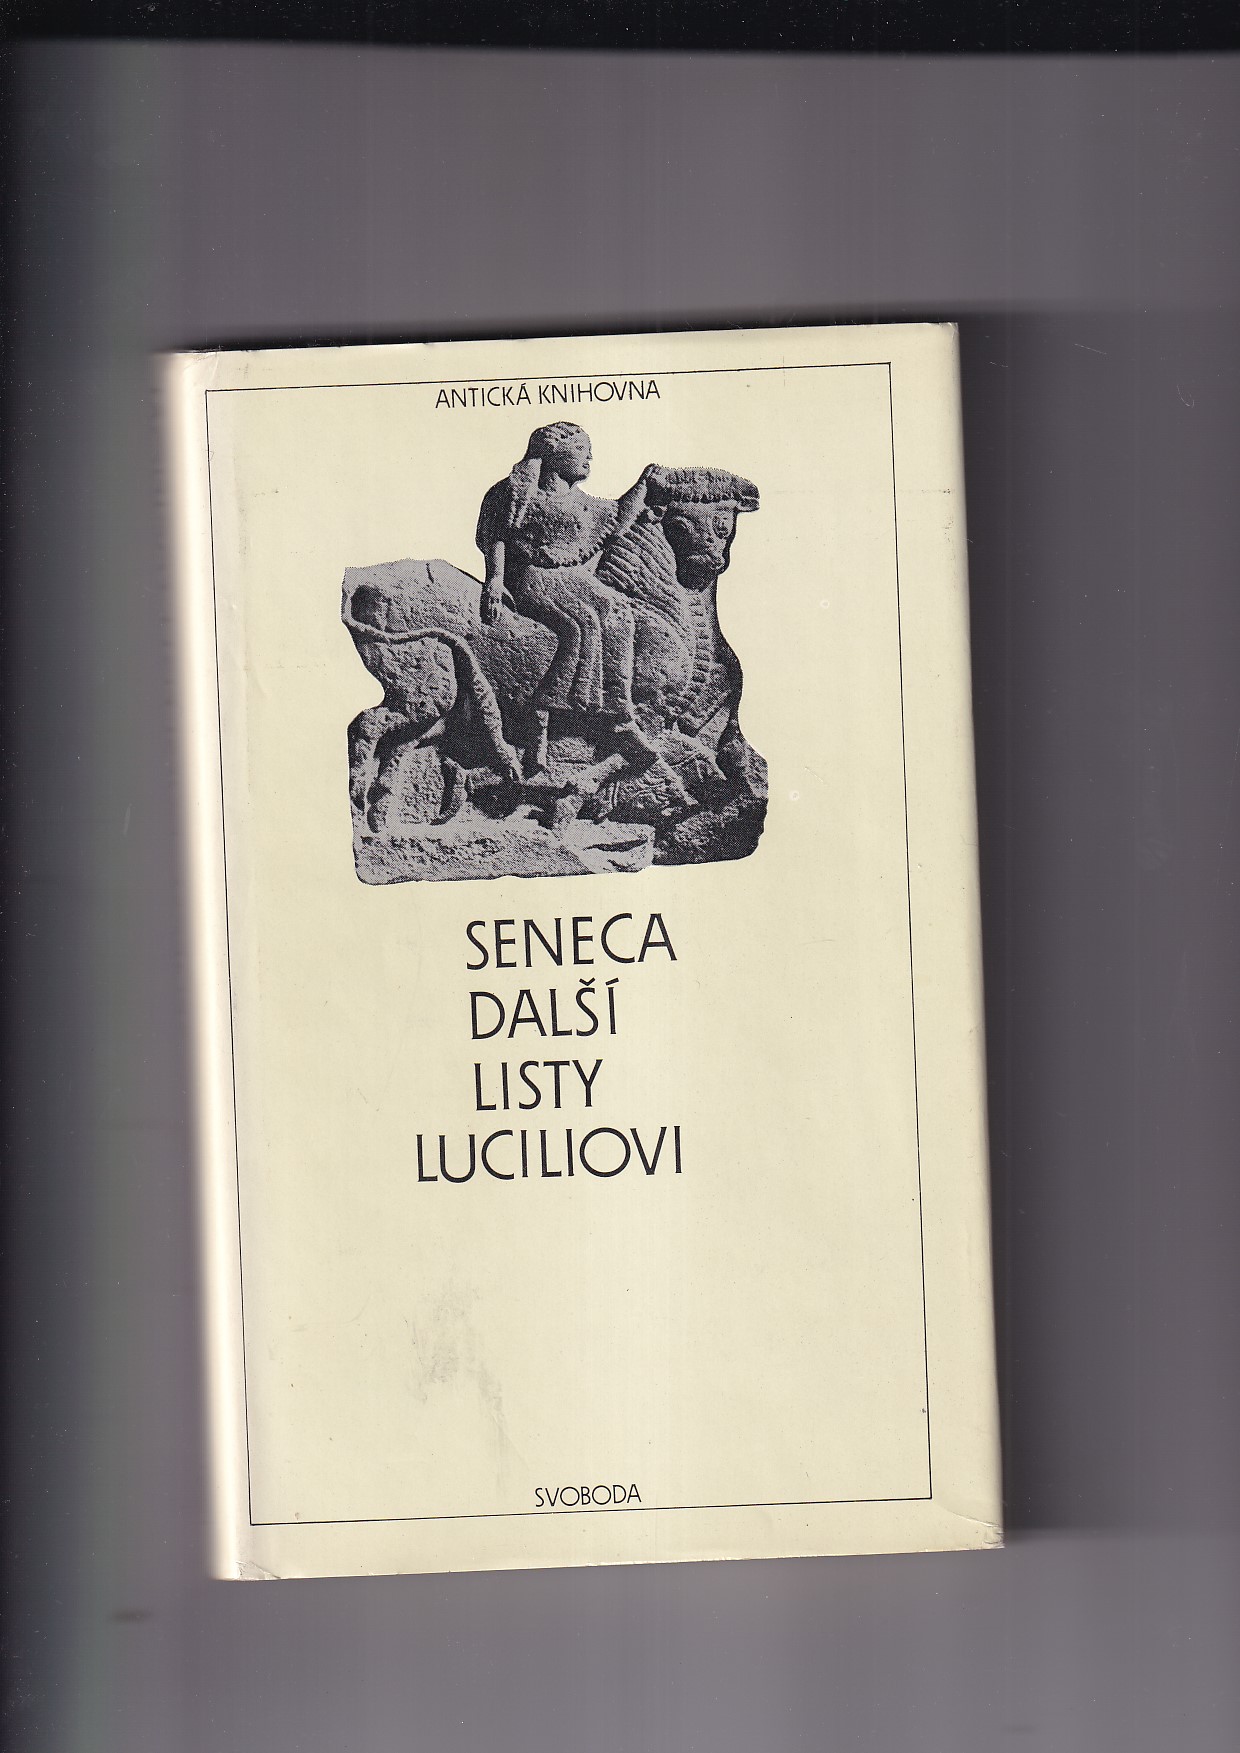 ANTICKÁ KNIHOVNA
SENECA
DALŠÍ
LISTY
LUCILIOVI
SVOBODA